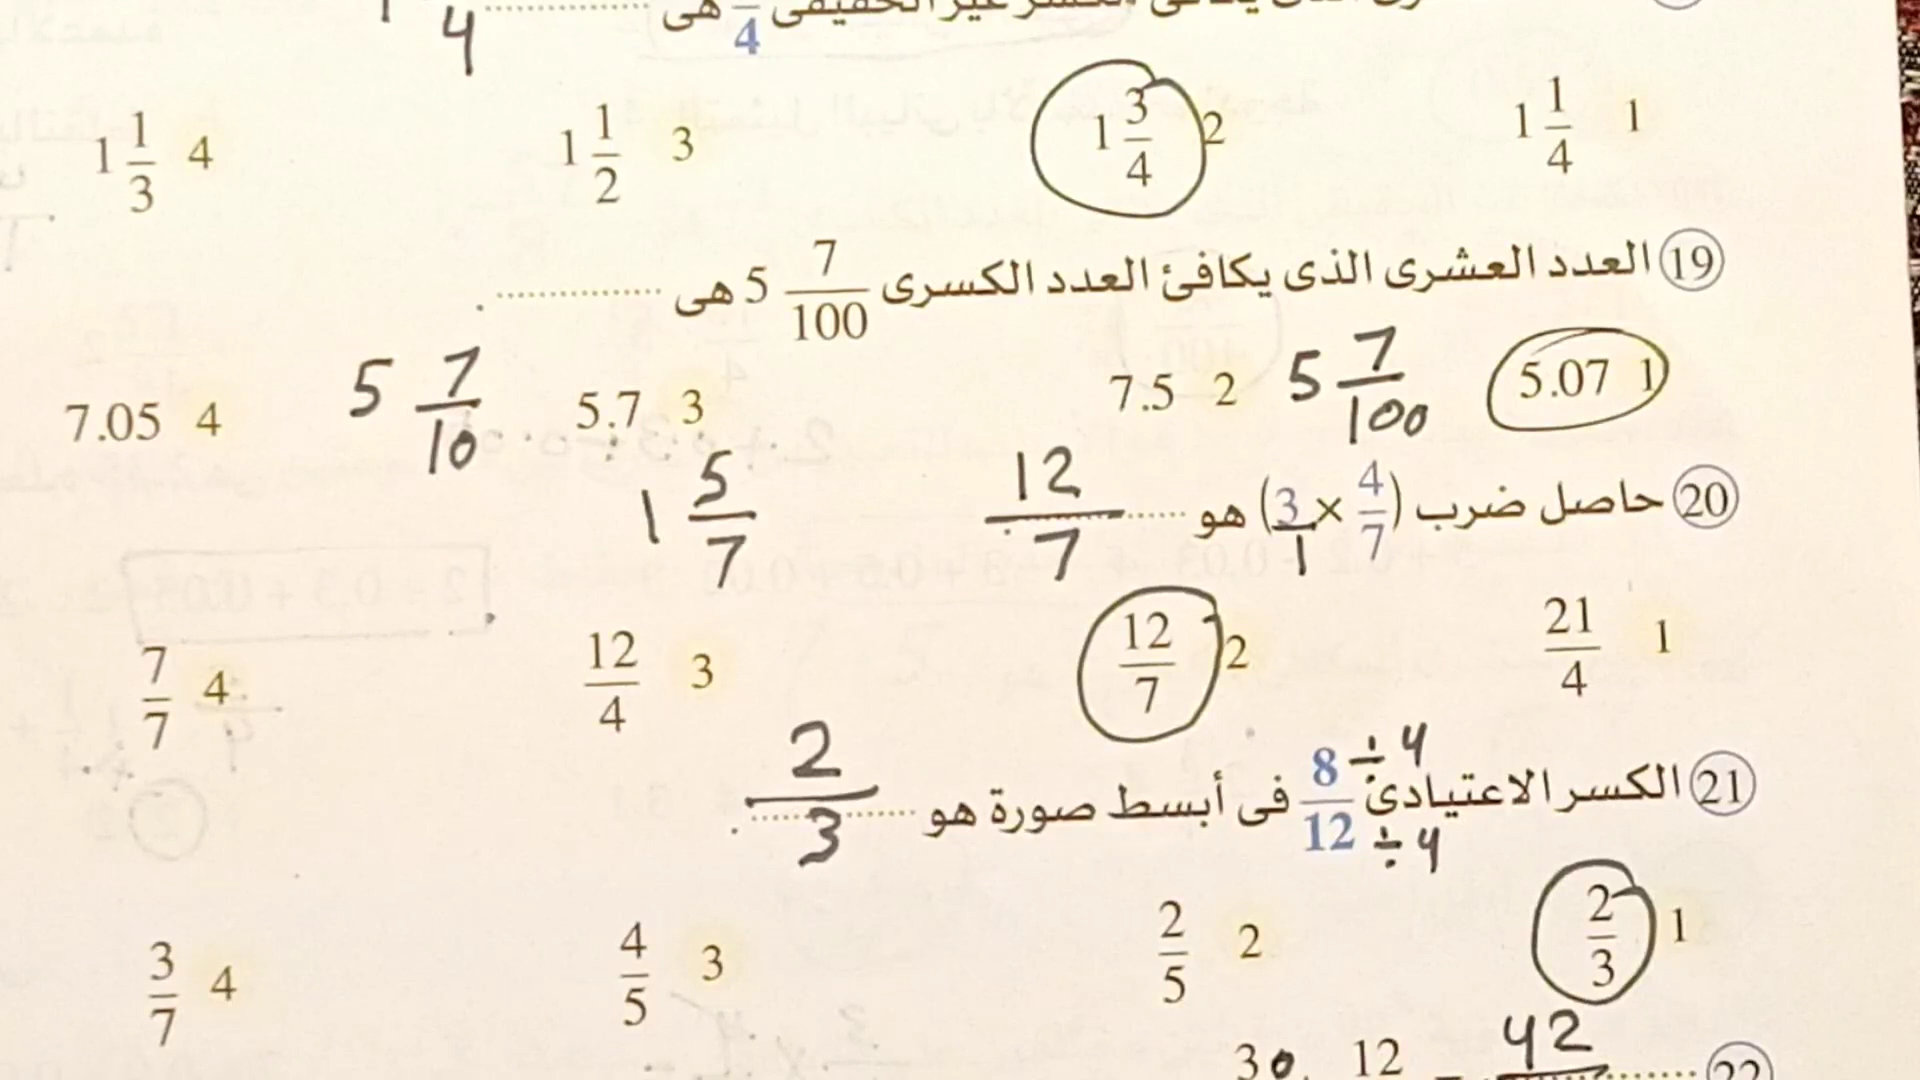 4 ............ هى /4
1 1 1/4 2 1 3/4 3 1 1/2 4 1 1/3
19 العدد العشرى الذى يكافئ العدد الكسرى 5 7/100 هى ............ .
1 5.07 5 7/100 2 7.5 3 5.7 5 7/10 4 7.05
20 حاصل ضرب (4/7 × 3/1) هو ............ 12/7 1 5/7
1 21/4 2 12/7 3 12/4 4 7/7
21 الكسر الاعتيادى 8/12 ÷4 ÷4 فى أبسط صورة هو ............ 2/3 .
1 2/3 2 2/5 3 4/5 4 3/7
22 ............ 42 12 30